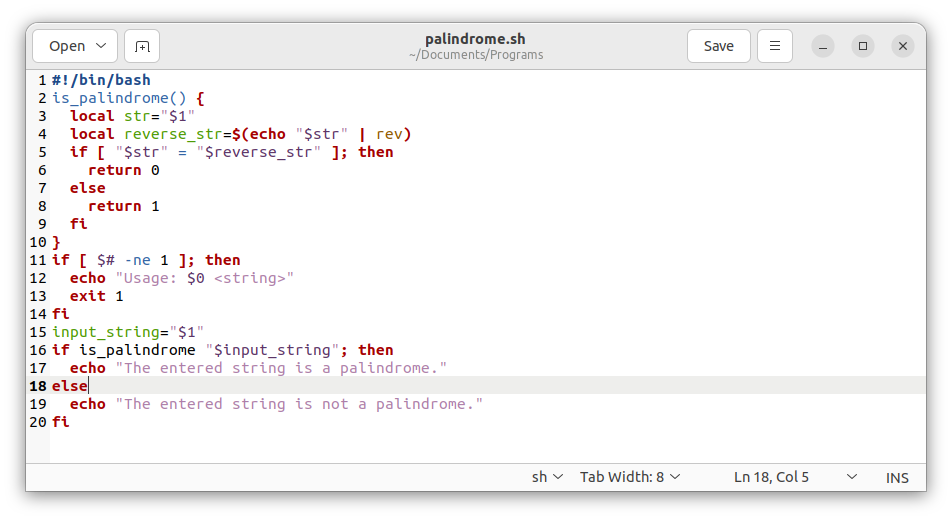 Open
palindrome.sh
~/Documents/Programs
Save
1 #!/bin/bash
2 is_palindrome() {
3   local str="$1"
4   local reverse_str=$(echo "$str" | rev)
5   if [ "$str" = "$reverse_str" ]; then
6     return 0
7   else
8     return 1
9   fi
10 }
11 if [ $# -ne 1 ]; then
12   echo "Usage: $0 <string>"
13   exit 1
14 fi
15 input_string="$1"
16 if is_palindrome "$input_string"; then
17   echo "The entered string is a palindrome."
18 else
19   echo "The entered string is not a palindrome."
20 fi
sh Tab Width: 8 Ln 18, Col 5 INS